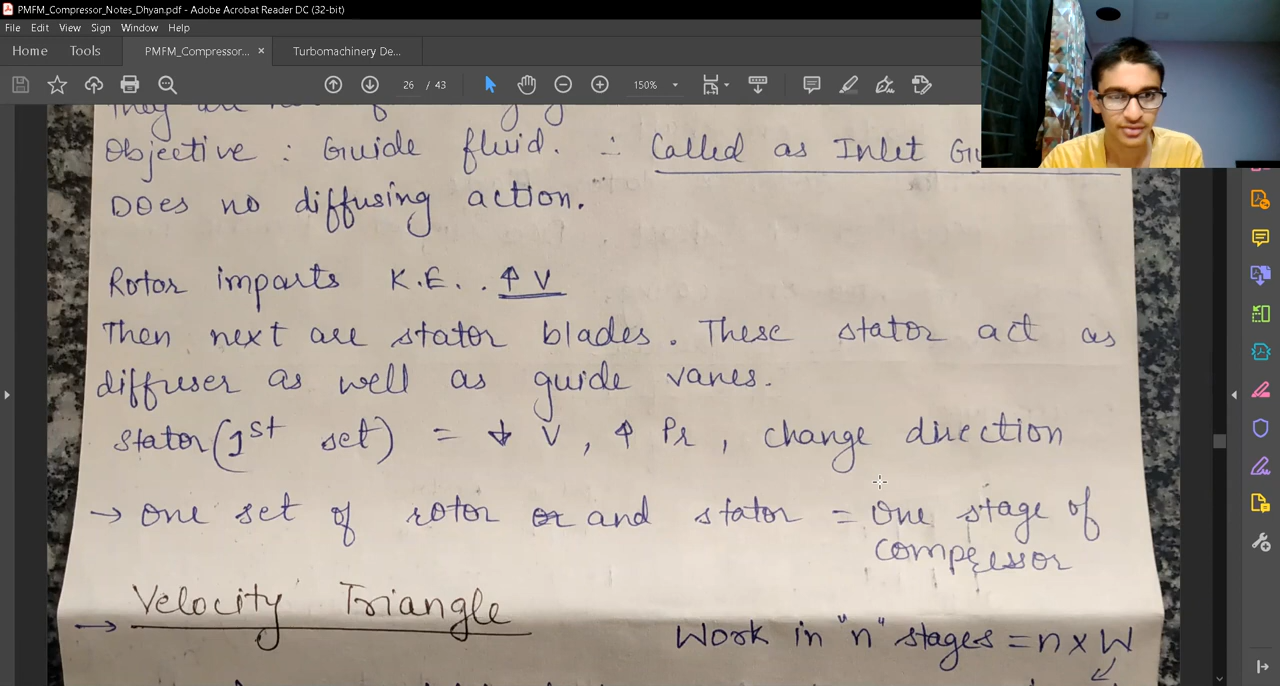 PMFM_Compressor_Notes_Dhyan.pdf - Adobe Acrobat Reader DC (32-bit)
File Edit View Sign Window Help
Home Tools PMFM_Compressor... × Turbomachinery De...
26 / 43 150%
They are
Objective : Guide fluid. ∴ Called as Inlet
Does no diffusing action.
Rotor imparts K.E.. ↑ V
Then next are stator blades. These stator act as
diffuser as well as guide vanes.
Stator (1st set) = ↓ V, ↑ Pr, change direction
→ One set of rotor or and stator = One stage of
compressor
→ Velocity Triangle
Work in "n" stages = n × W